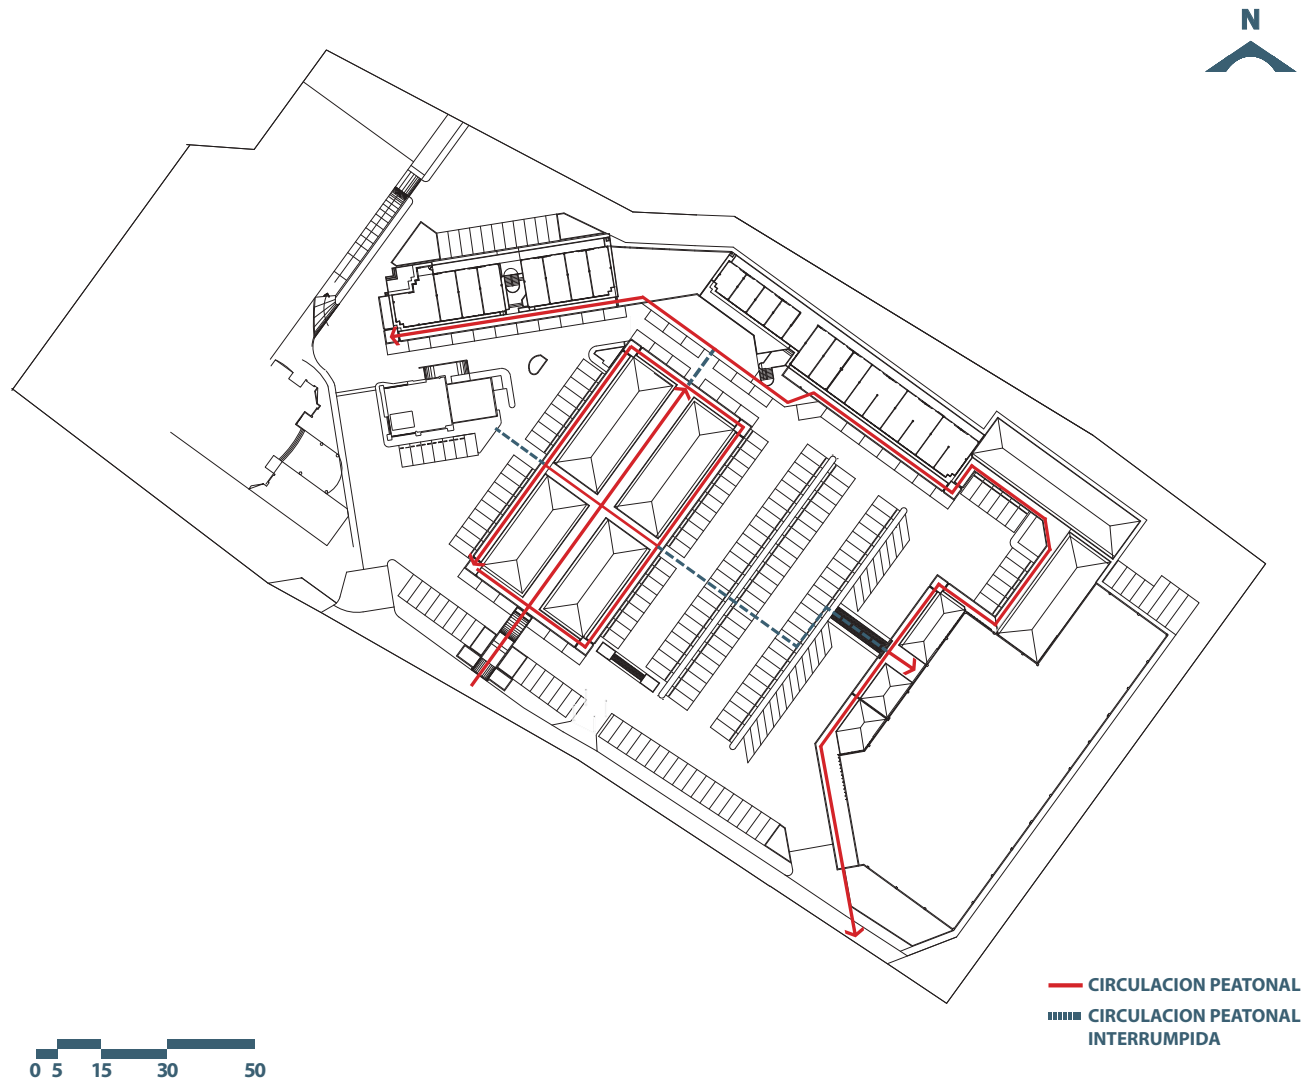 N
CIRCULACION PEATONAL
CIRCULACION PEATONAL
INTERRUMPIDA
0 5 15 30 50